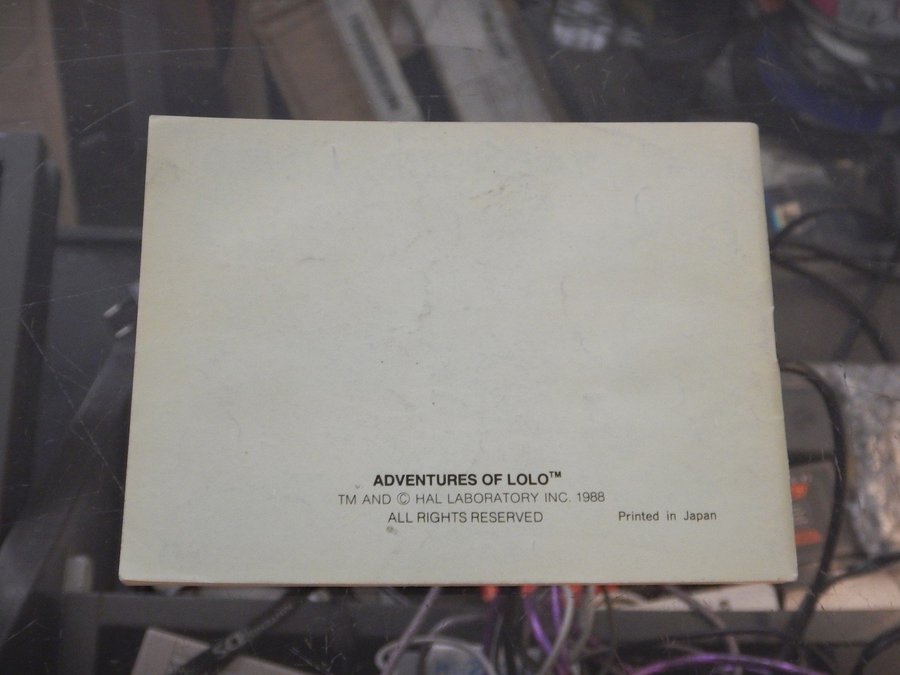 ADVENTURES OF LOLO™
TM AND © HAL LABORATORY INC. 1988
ALL RIGHTS RESERVED
Printed in Japan